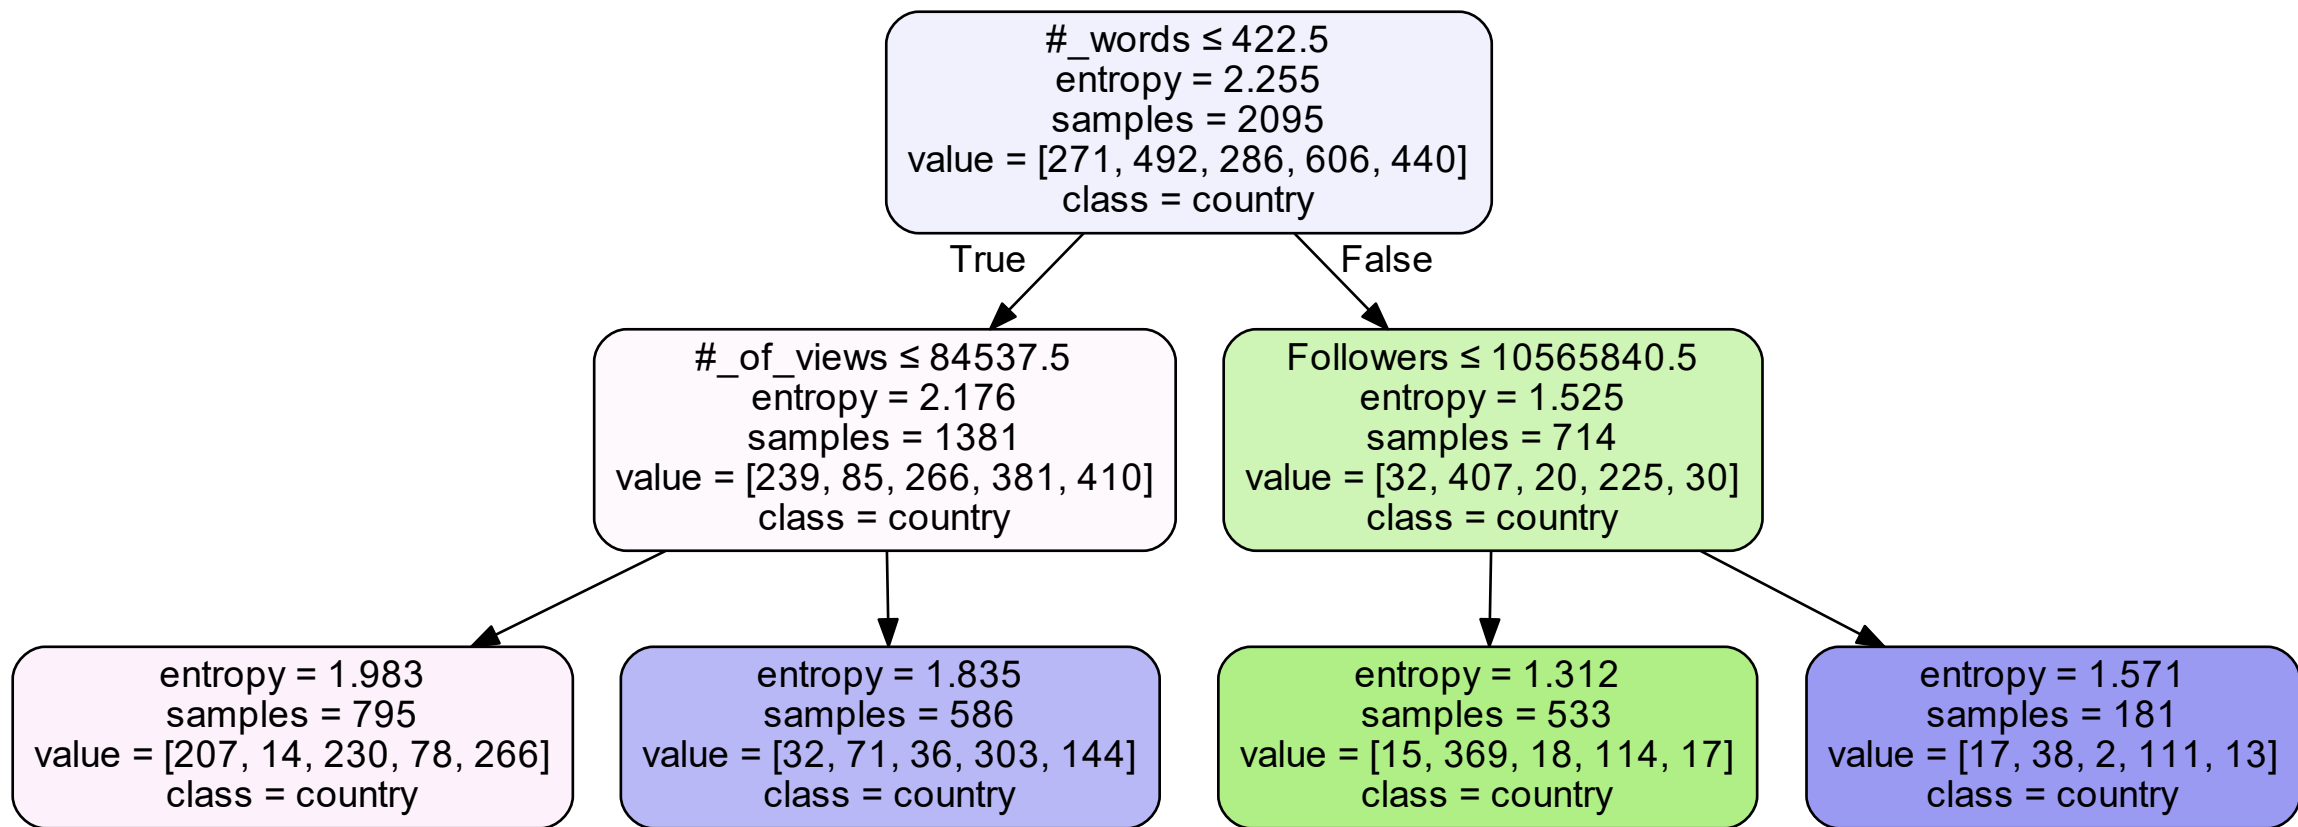 #_words ≤ 422.5
entropy = 2.255
samples = 2095
value = [271, 492, 286, 606, 440]
class = country
True
False
#_of_views ≤ 84537.5
entropy = 2.176
samples = 1381
value = [239, 85, 266, 381, 410]
class = country
Followers ≤ 10565840.5
entropy = 1.525
samples = 714
value = [32, 407, 20, 225, 30]
class = country
entropy = 1.983
samples = 795
value = [207, 14, 230, 78, 266]
class = country
entropy = 1.835
samples = 586
value = [32, 71, 36, 303, 144]
class = country
entropy = 1.312
samples = 533
value = [15, 369, 18, 114, 17]
class = country
entropy = 1.571
samples = 181
value = [17, 38, 2, 111, 13]
class = country